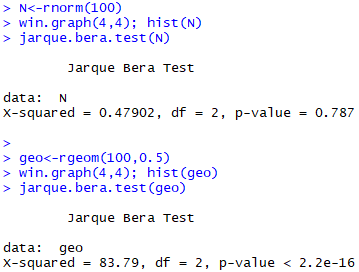 > N<-rnorm(100)
> win.graph(4,4); hist(N)
> jarque.bera.test(N)
Jarque Bera Test
data: N
X-squared = 0.47902, df = 2, p-value = 0.787
>
> geo<-rgeom(100,0.5)
> win.graph(4,4); hist(geo)
> jarque.bera.test(geo)
Jarque Bera Test
data: geo
X-squared = 83.79, df = 2, p-value < 2.2e-16